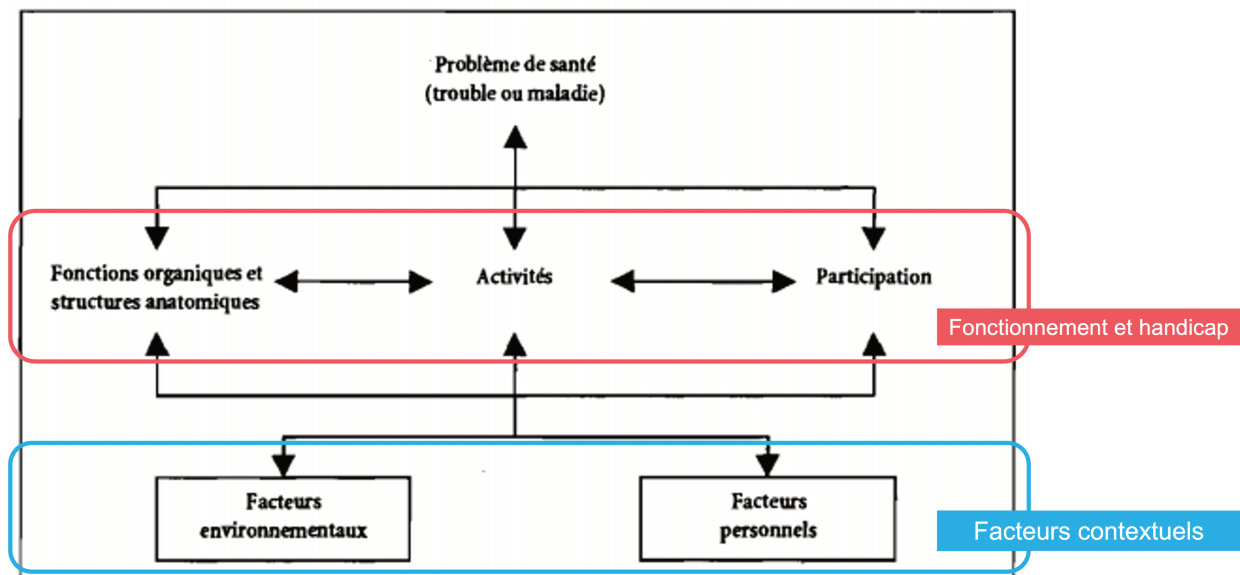 Problème de santé
(trouble ou maladie)
Fonctions organiques et
structures anatomiques
Activités
Participation
Fonctionnement et handicap
Facteurs
environnementaux
Facteurs
personnels
Facteurs contextuels